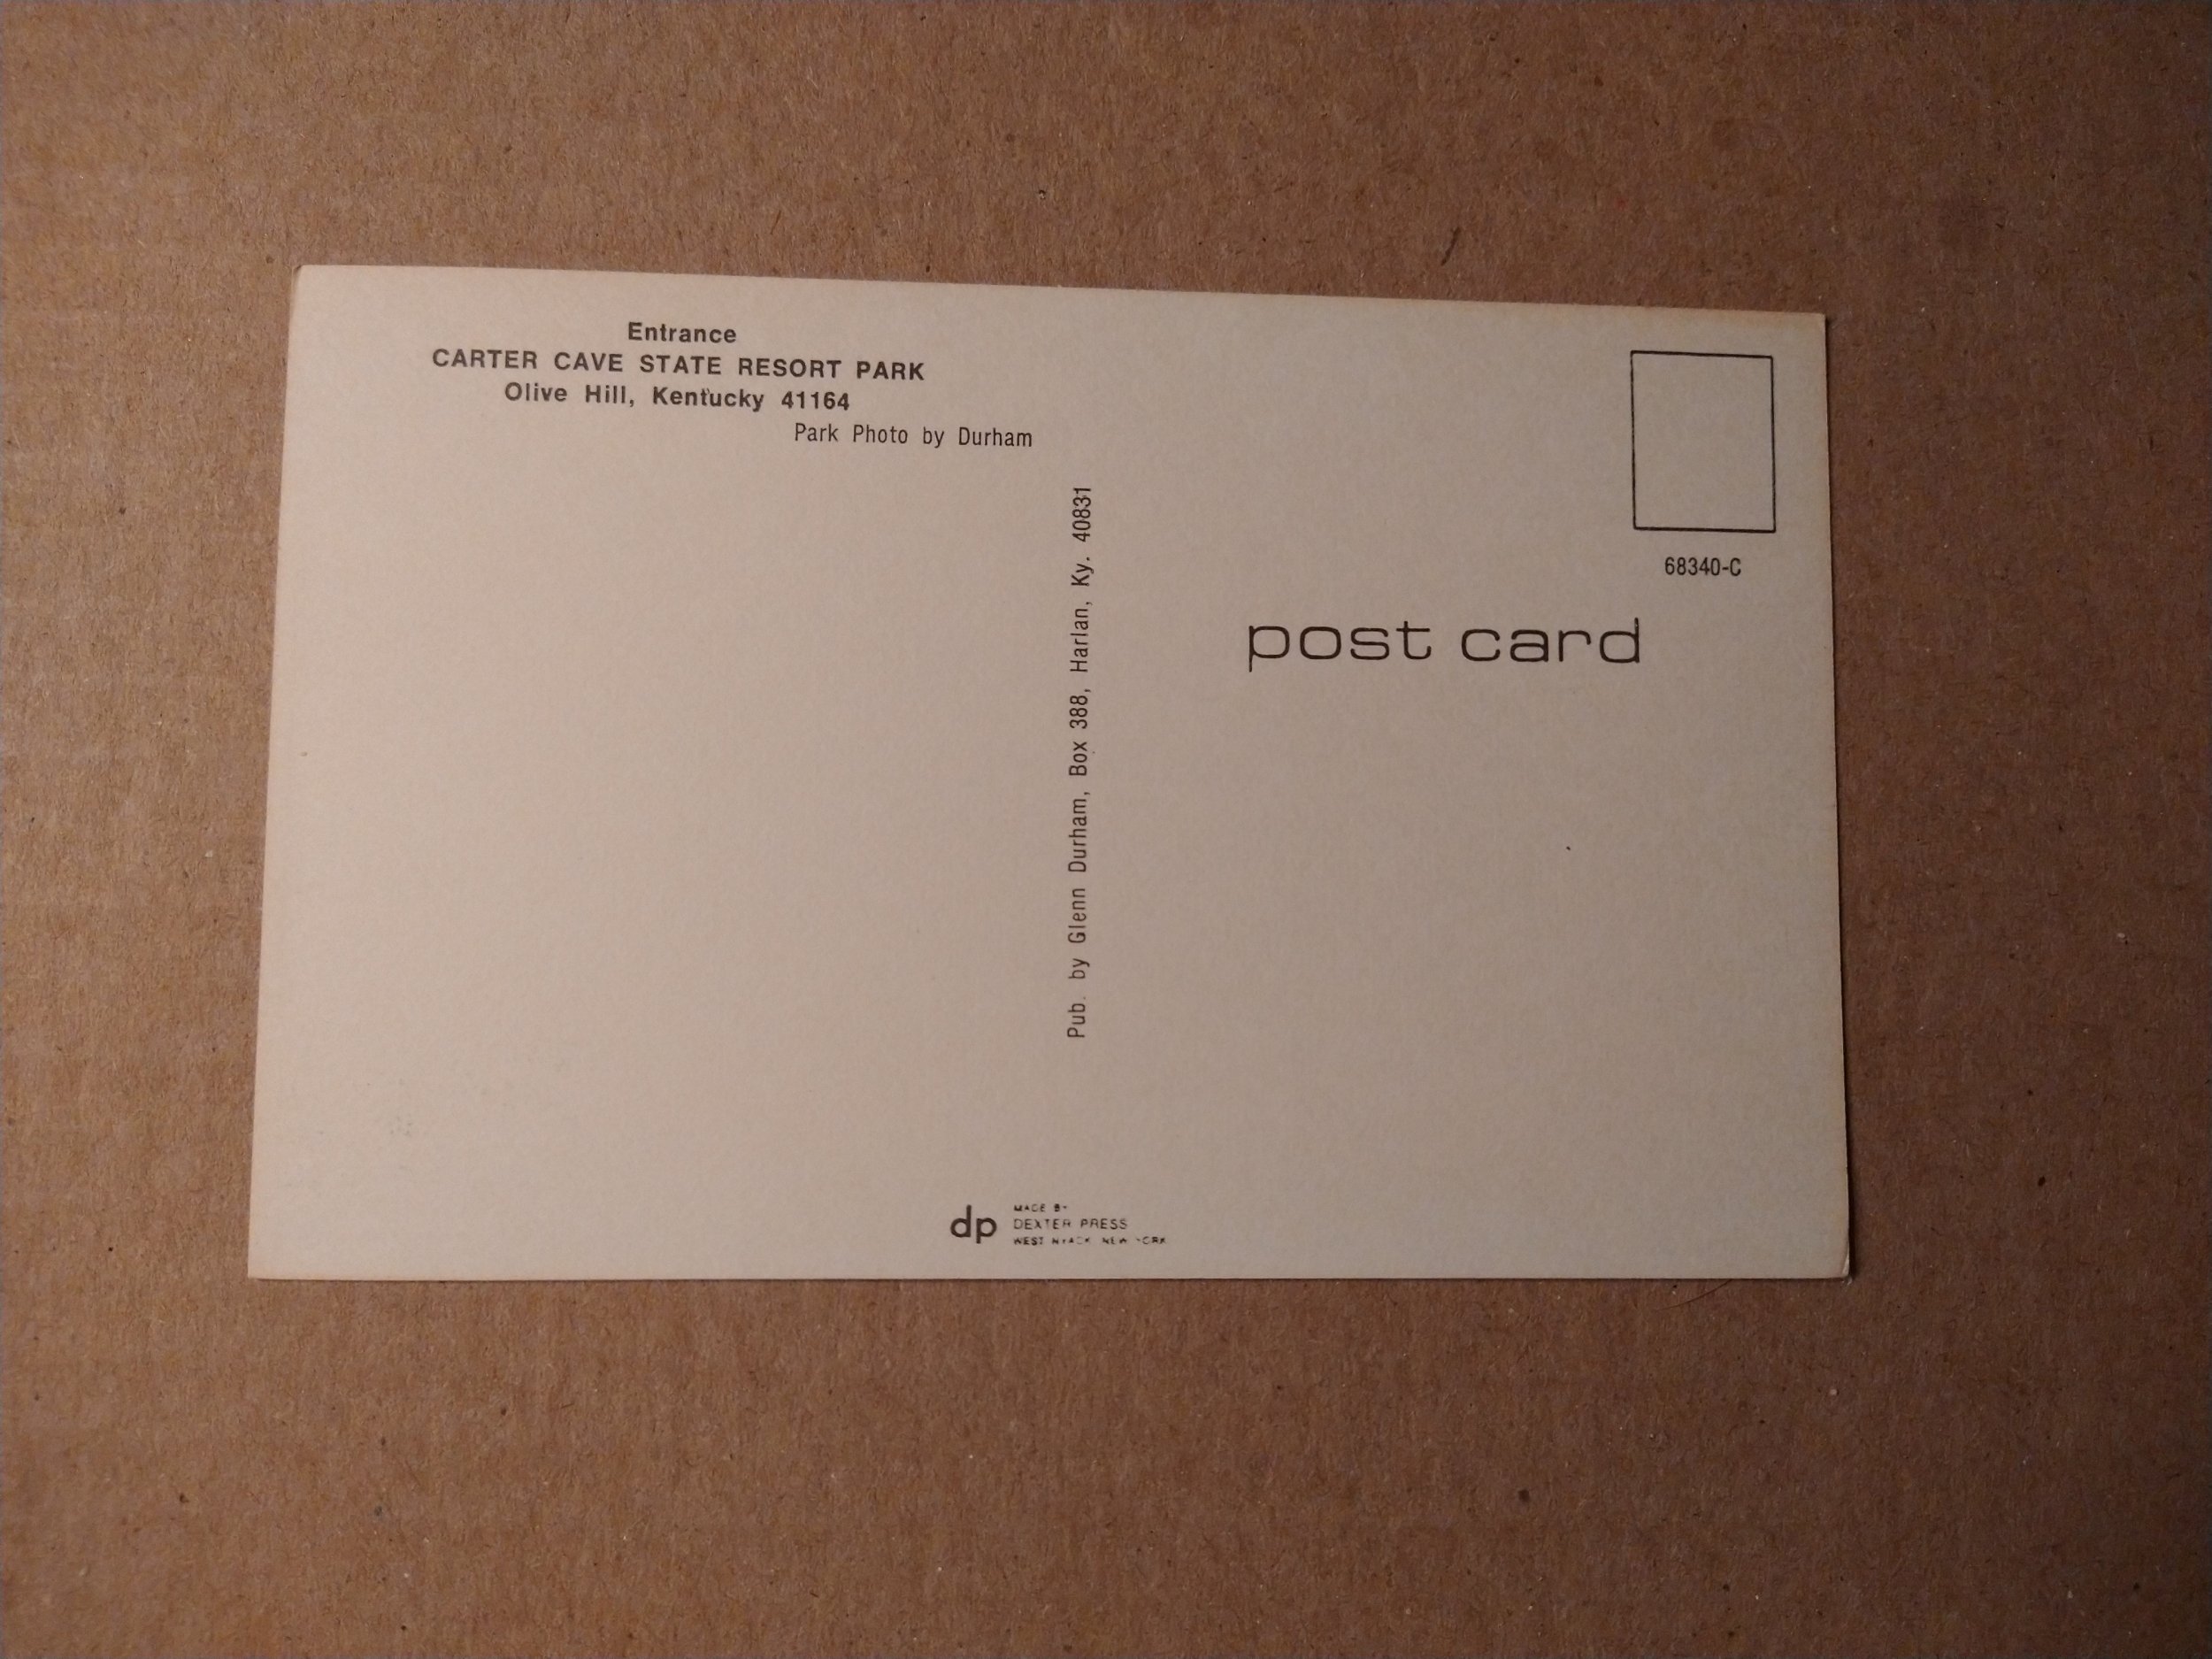 Entrance
CARTER CAVE STATE RESORT PARK
Olive Hill, Kentucky 41164
Park Photo by Durham
Pub. by Glenn Durham, Box 388, Harlan, Ky. 40831
68340-C
post card
dp
MADE
DEXTER PRESS
WEST NYACK NEW YORK